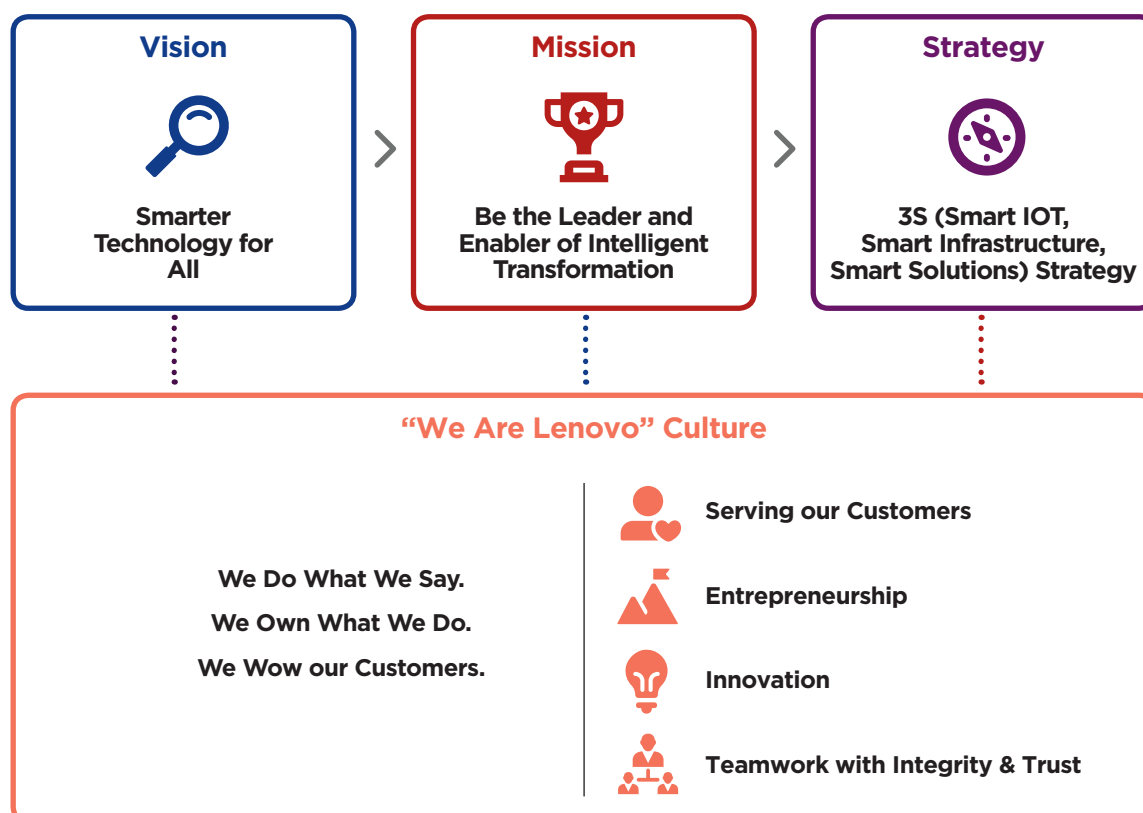 Vision
Smarter
Technology for
All
Mission
Be the Leader and
Enabler of Intelligent
Transformation
Strategy
3S (Smart IOT,
Smart Infrastructure,
Smart Solutions) Strategy
“We Are Lenovo” Culture
We Do What We Say.
We Own What We Do.
We Wow our Customers.
Serving our Customers
Entrepreneurship
Innovation
Teamwork with Integrity & Trust